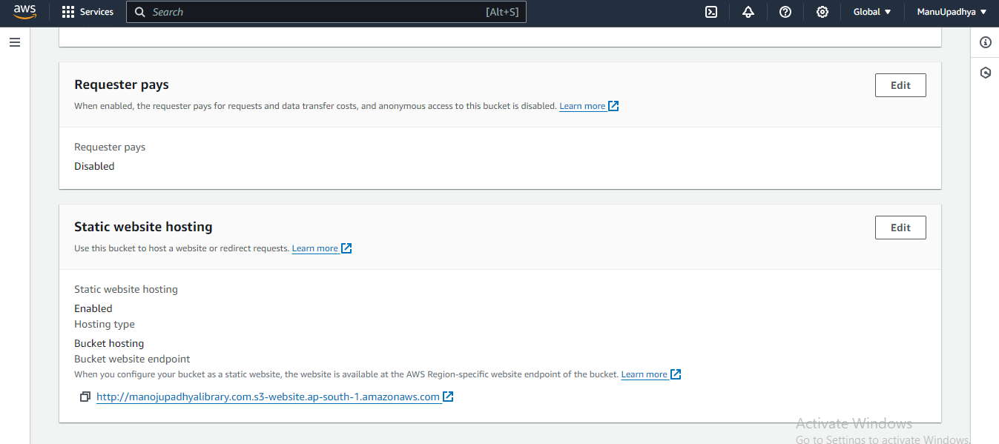 aws Services Search [Alt+S] Global ManuUpadhya
Requester pays Edit
When enabled, the requester pays for requests and data transfer costs, and anonymous access to this bucket is disabled. Learn more
Requester pays
Disabled
Static website hosting Edit
Use this bucket to host a website or redirect requests. Learn more
Static website hosting
Enabled
Hosting type
Bucket hosting
Bucket website endpoint
When you configure your bucket as a static website, the website is available at the AWS Region-specific website endpoint of the bucket. Learn more
http://manojupadhyalibrary.com.s3-website.ap-south-1.amazonaws.com
Activate Windows
Go to Settings to activate Windows.